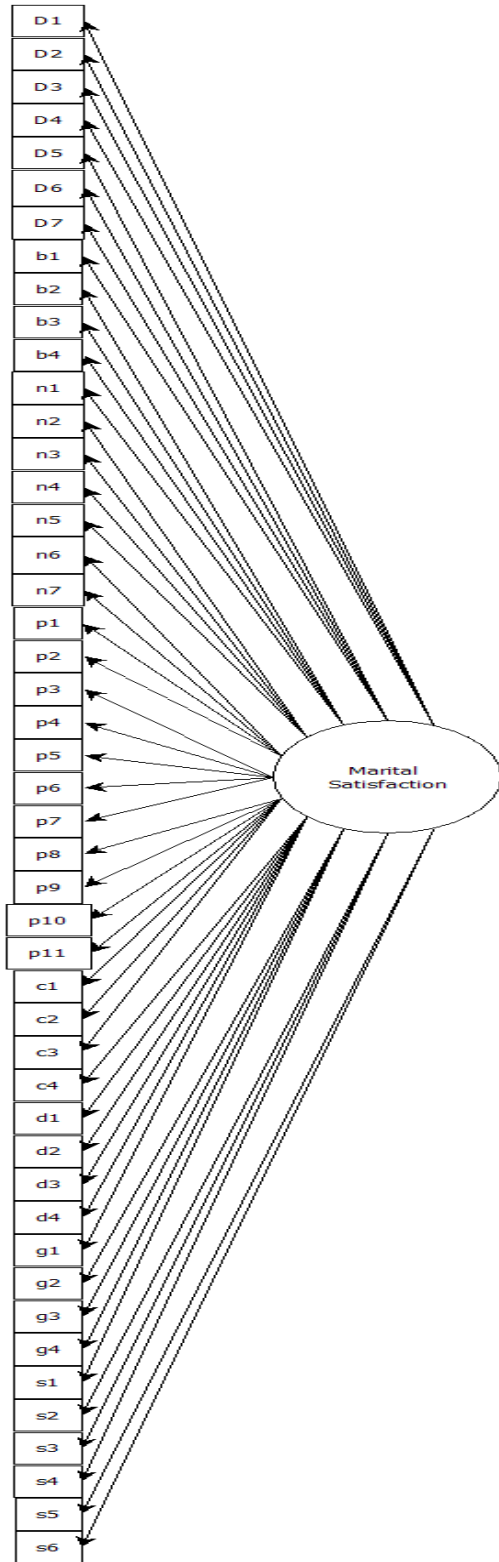 D1
D2
D3
D4
D5
D6
D7
b1
b2
b3
b4
n1
n2
n3
n4
n5
n6
n7
p1
p2
p3
p4
p5
p6
Marital
Satisfaction
p7
p8
p9
p10
p11
c1
c2
c3
c4
d1
d2
d3
d4
g1
g2
g3
g4
s1
s2
s3
s4
s5
s6